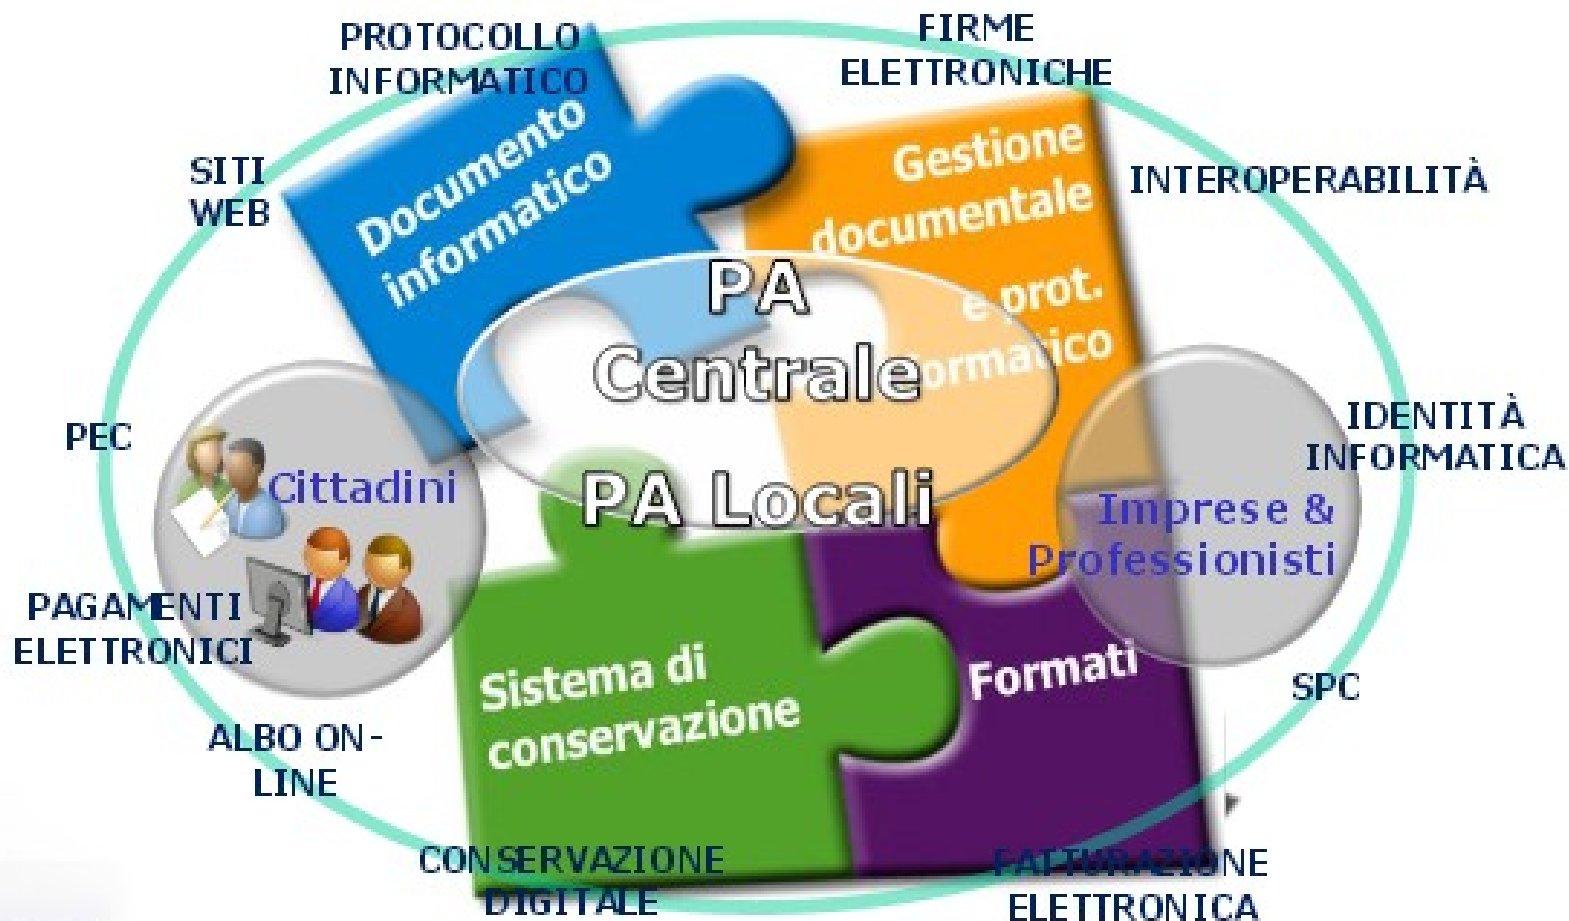 PROTOCOLLO
INFORMATICO
FIRME
ELETTRONICHE
SITI
WEB
Documento
informatico
Gestione
documentale
e prot.
INTEROPERABILITÀ
PA
Centrale
PA Locali
PEC
Cittadini
IDENTITÀ
INFORMATICA
Imprese &
Professionisti
PAGAMENTI
ELETTRONICI
Sistema di
conservazione
Formati
SPC
ALBO ON-
LINE
CONSERVAZIONE
DIGITALE
FATTURAZIONE
ELETTRONICA